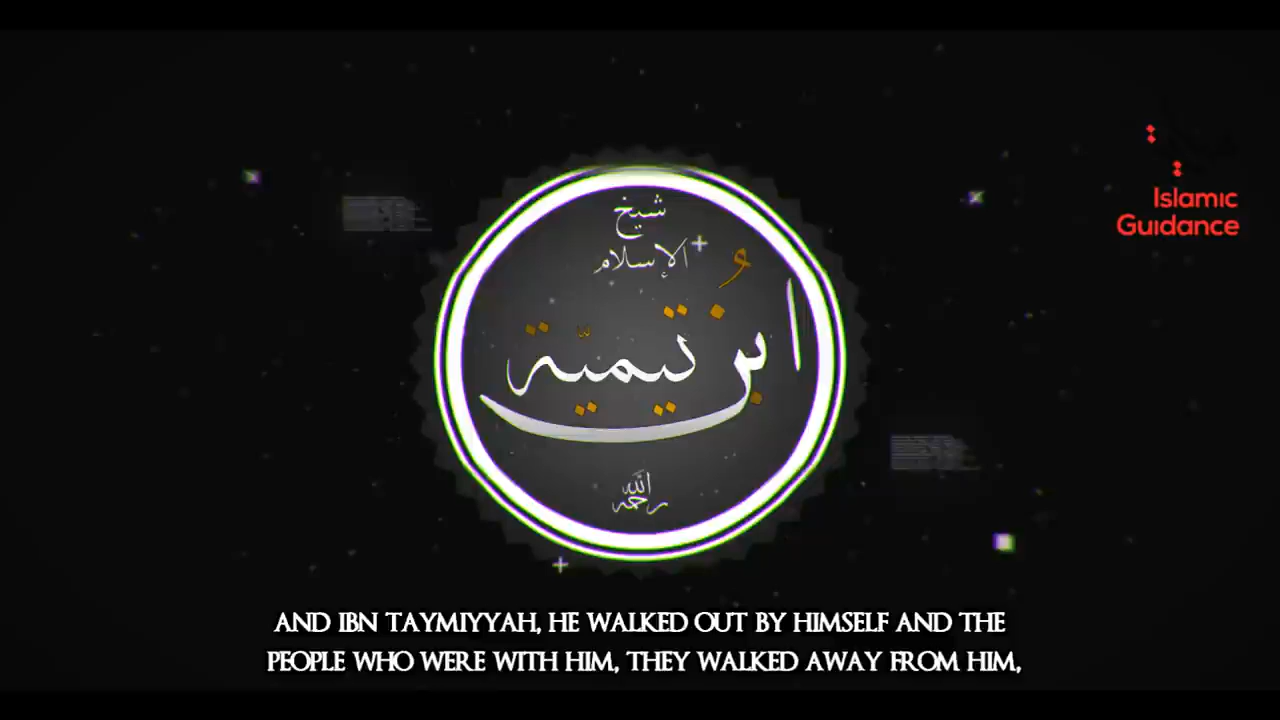 شيخ
الإسلام
ابنُ تيميّة
رحمه الله
Islamic
Guidance
AND IBN TAYMIYYAH, HE WALKED OUT BY HIMSELF AND THE
PEOPLE WHO WERE WITH HIM, THEY WALKED AWAY FROM HIM,